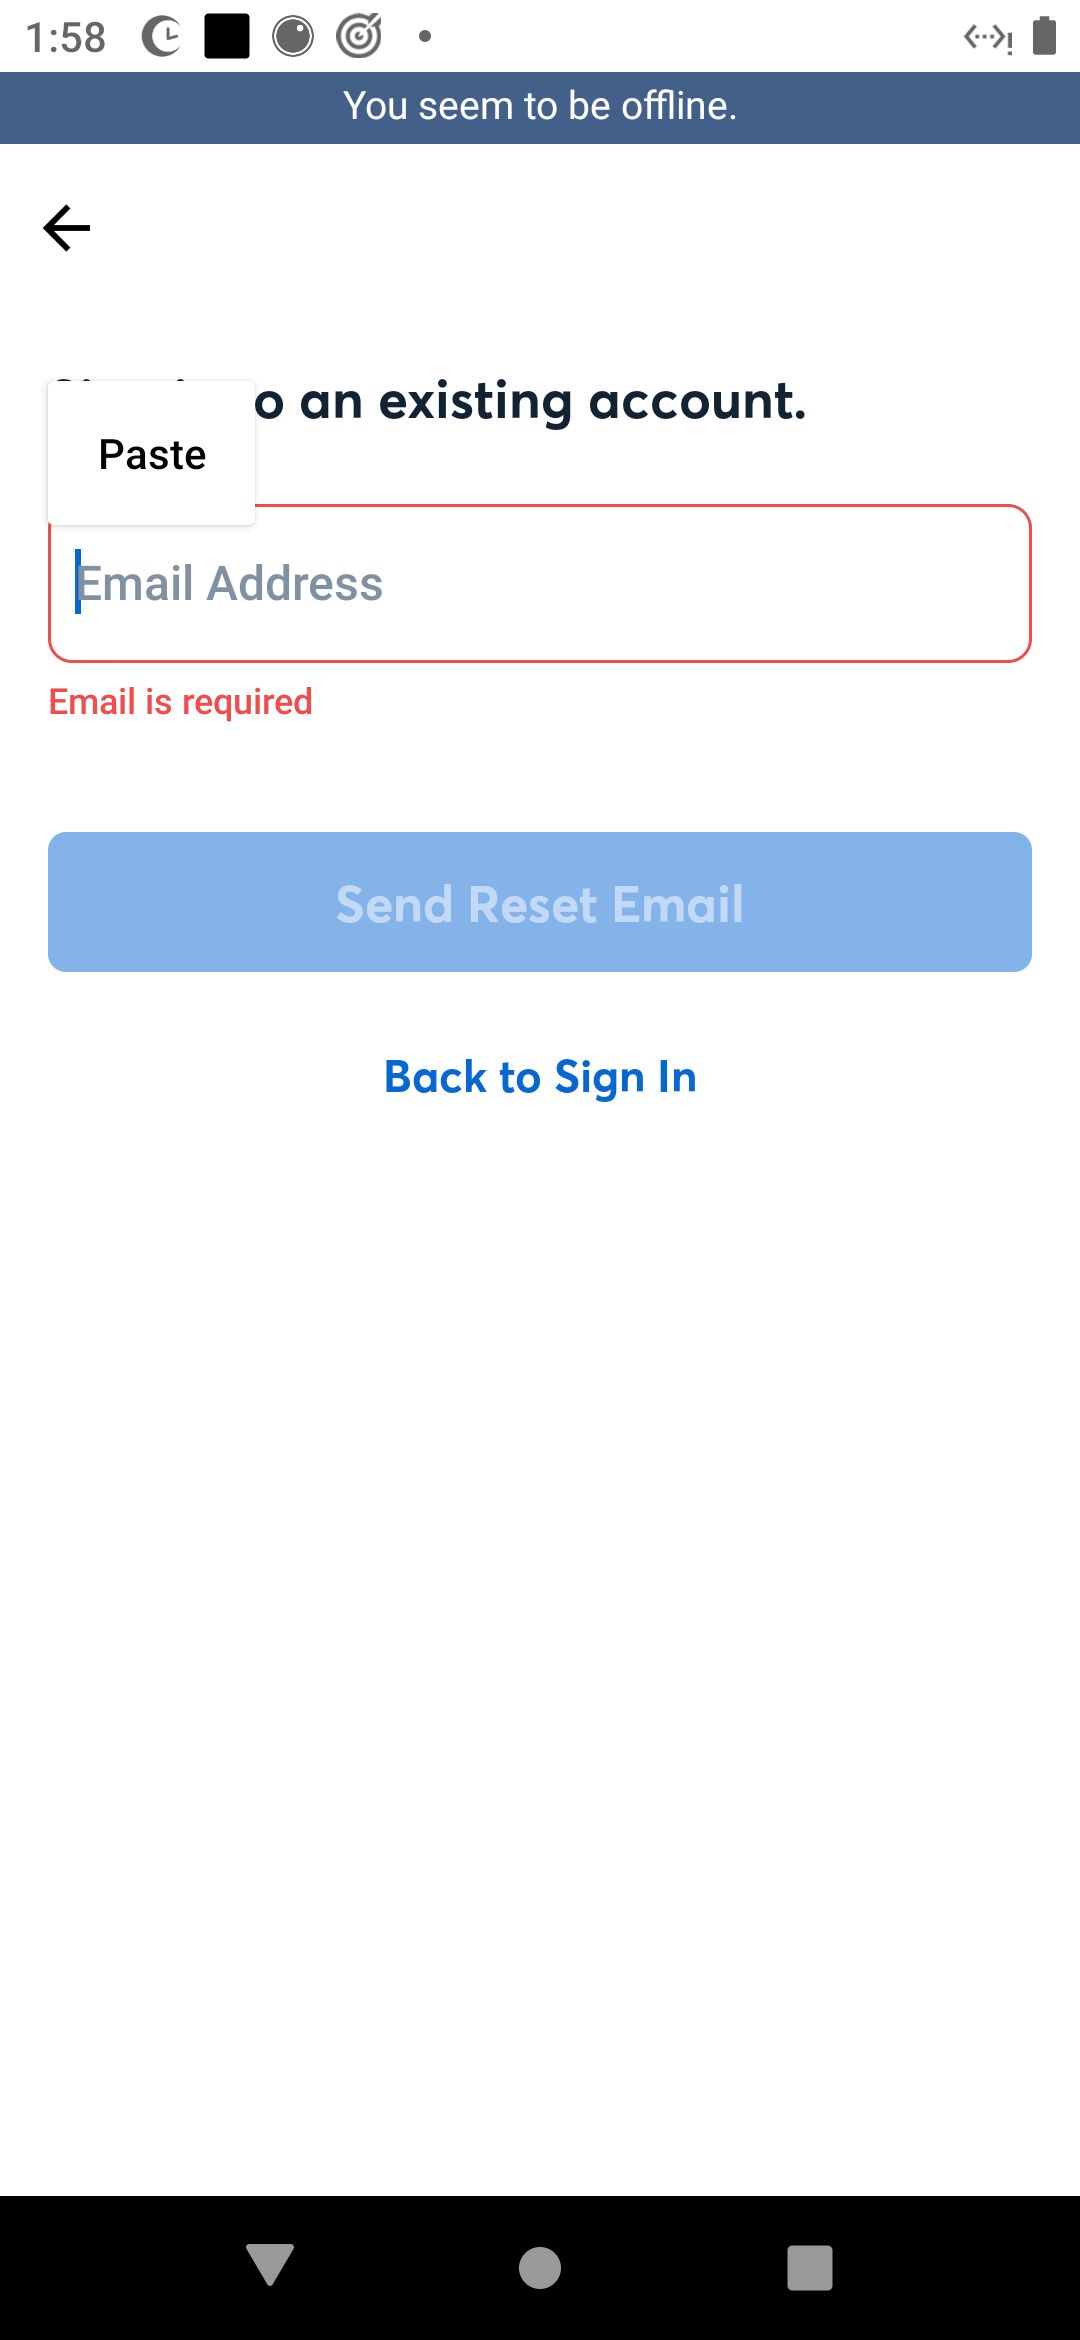 1:58
You seem to be offline.
o an existing account.
Paste
Email Address
Email is required
Send Reset Email
Back to Sign In